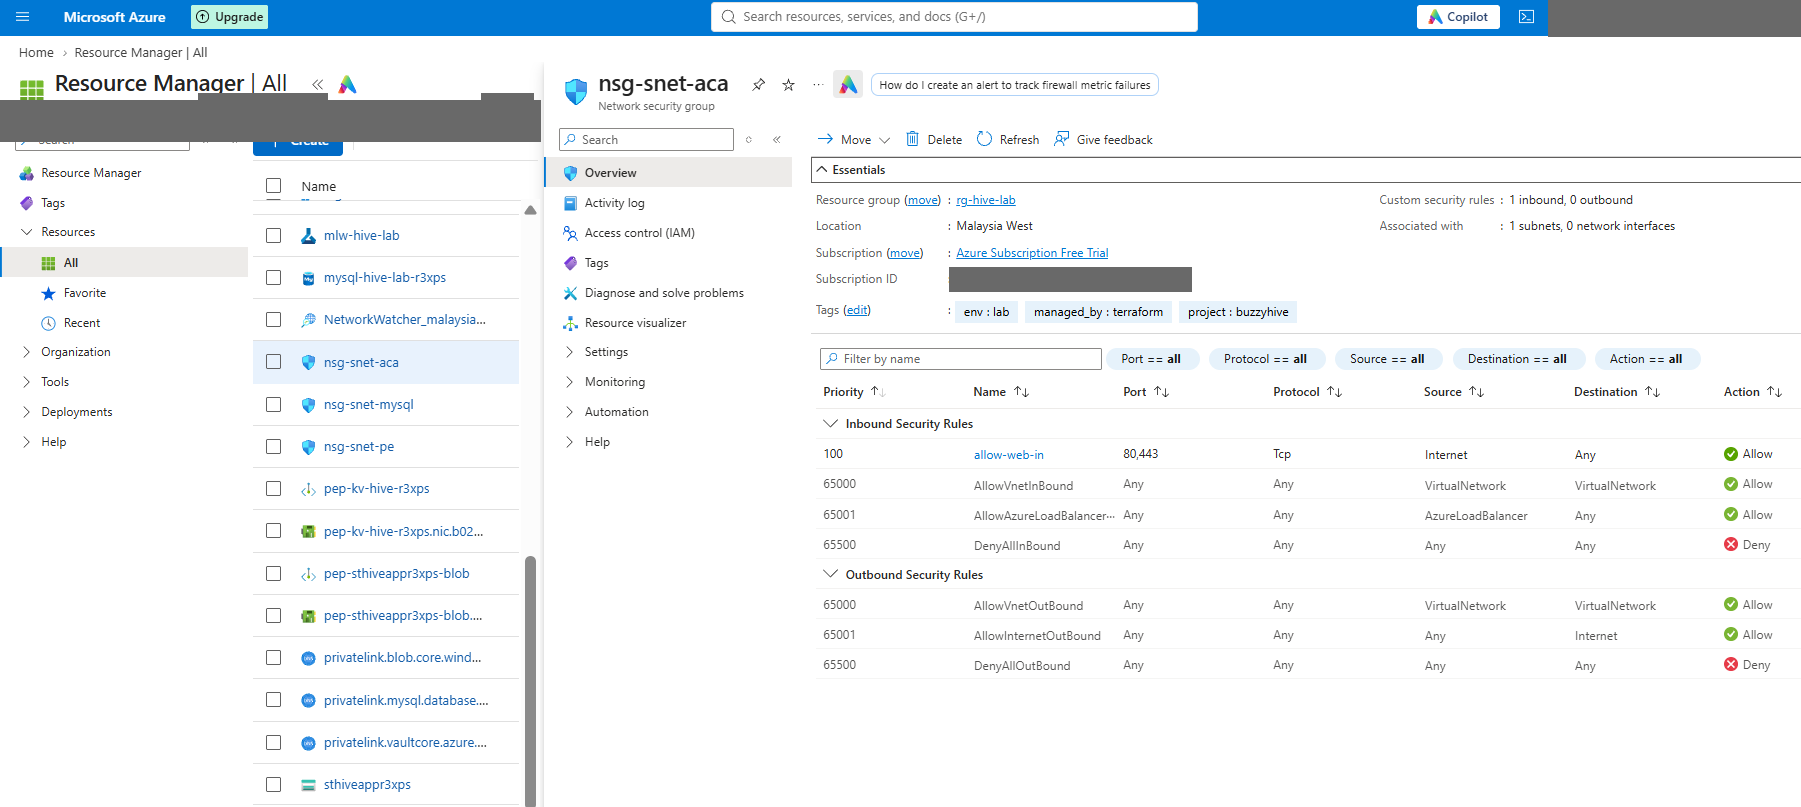 Microsoft Azure
Upgrade
Search resources, services, and docs (G+/)
Copilot
Home > Resource Manager | All
Resource Manager | All
Create
Resource Manager
Tags
Resources
All
Favorite
Recent
Organization
Tools
Deployments
Help
Name
mlw-hive-lab
mysql-hive-lab-r3xps
NetworkWatcher_malaysia...
nsg-snet-aca
nsg-snet-mysql
nsg-snet-pe
pep-kv-hive-r3xps
pep-kv-hive-r3xps.nic.b02...
pep-sthiveappr3xps-blob
pep-sthiveappr3xps-blob....
privatelink.blob.core.wind...
privatelink.mysql.database....
privatelink.vaultcore.azure....
sthiveappr3xps
nsg-snet-aca
Network security group
How do I create an alert to track firewall metric failures
Search
Overview
Activity log
Access control (IAM)
Tags
Diagnose and solve problems
Resource visualizer
Settings
Monitoring
Automation
Help
Move Delete Refresh Give feedback
Essentials
Resource group (move) : rg-hive-lab
Location : Malaysia West
Subscription (move) : Azure Subscription Free Trial
Subscription ID
Tags (edit) : env : lab managed_by : terraform project : buzzyhive
Custom security rules : 1 inbound, 0 outbound
Associated with : 1 subnets, 0 network interfaces
Filter by name Port == all Protocol == all Source == all Destination == all Action == all
Priority Name Port Protocol Source Destination Action
Inbound Security Rules
100 allow-web-in 80,443 Tcp Internet Any Allow
65000 AllowVnetInBound Any Any VirtualNetwork VirtualNetwork Allow
65001 AllowAzureLoadBalancer... Any Any AzureLoadBalancer Any Allow
65500 DenyAllInBound Any Any Any Any Deny
Outbound Security Rules
65000 AllowVnetOutBound Any Any VirtualNetwork VirtualNetwork Allow
65001 AllowInternetOutBound Any Any Any Internet Allow
65500 DenyAllOutBound Any Any Any Any Deny